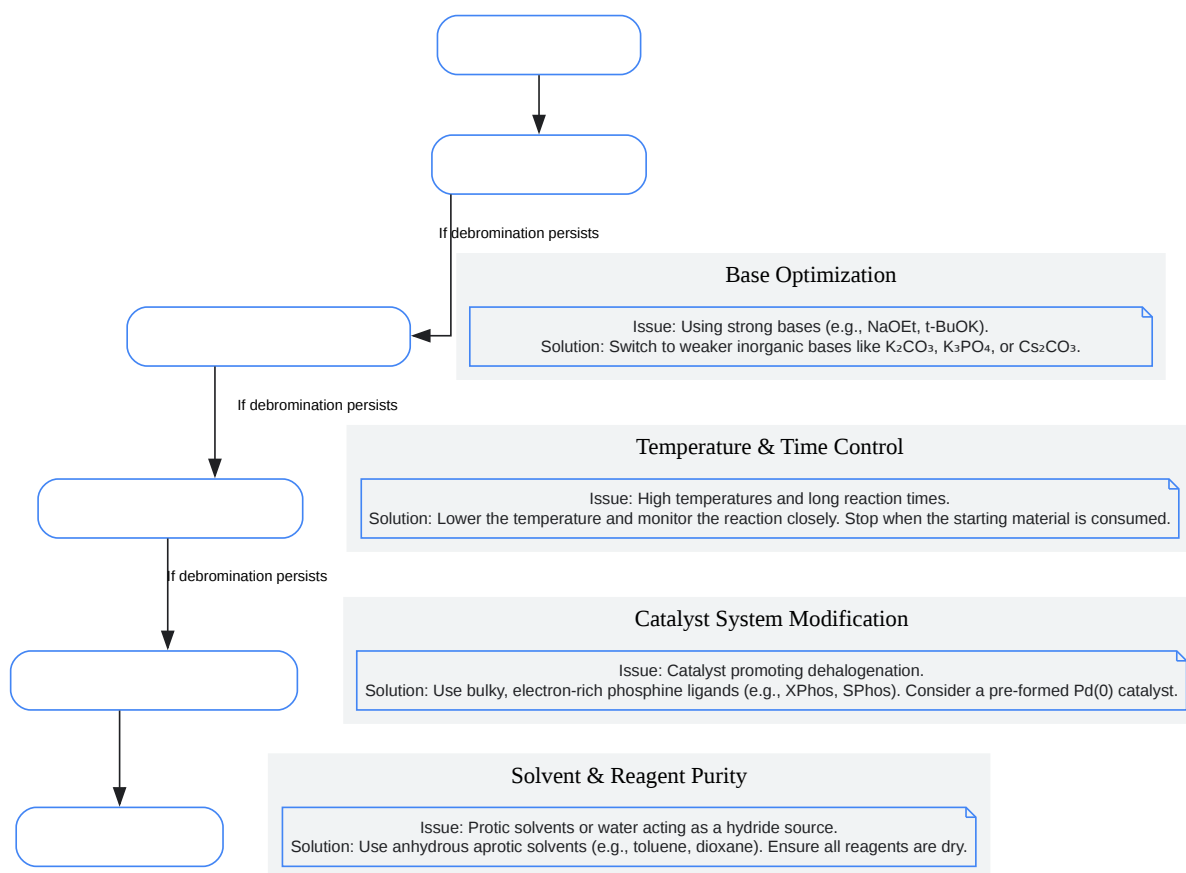 If debromination persists
Base Optimization
Issue: Using strong bases (e.g., NaOEt, t-BuOK).
Solution: Switch to weaker inorganic bases like K₂CO₃, K₃PO₄, or Cs₂CO₃.
If debromination persists
Temperature & Time Control
Issue: High temperatures and long reaction times.
Solution: Lower the temperature and monitor the reaction closely. Stop when the starting material is consumed.
If debromination persists
Catalyst System Modification
Issue: Catalyst promoting dehalogenation.
Solution: Use bulky, electron-rich phosphine ligands (e.g., XPhos, SPhos). Consider a pre-formed Pd(0) catalyst.
Solvent & Reagent Purity
Issue: Protic solvents or water acting as a hydride source.
Solution: Use anhydrous aprotic solvents (e.g., toluene, dioxane). Ensure all reagents are dry.